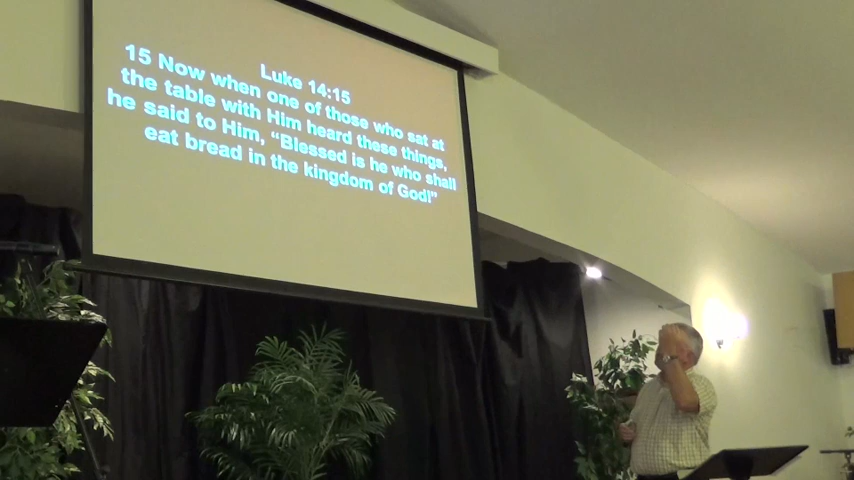 Luke 14:15
15 Now when one of those who sat at
the table with Him heard these things,
he said to Him, “Blessed is he who shall
eat bread in the kingdom of God!”